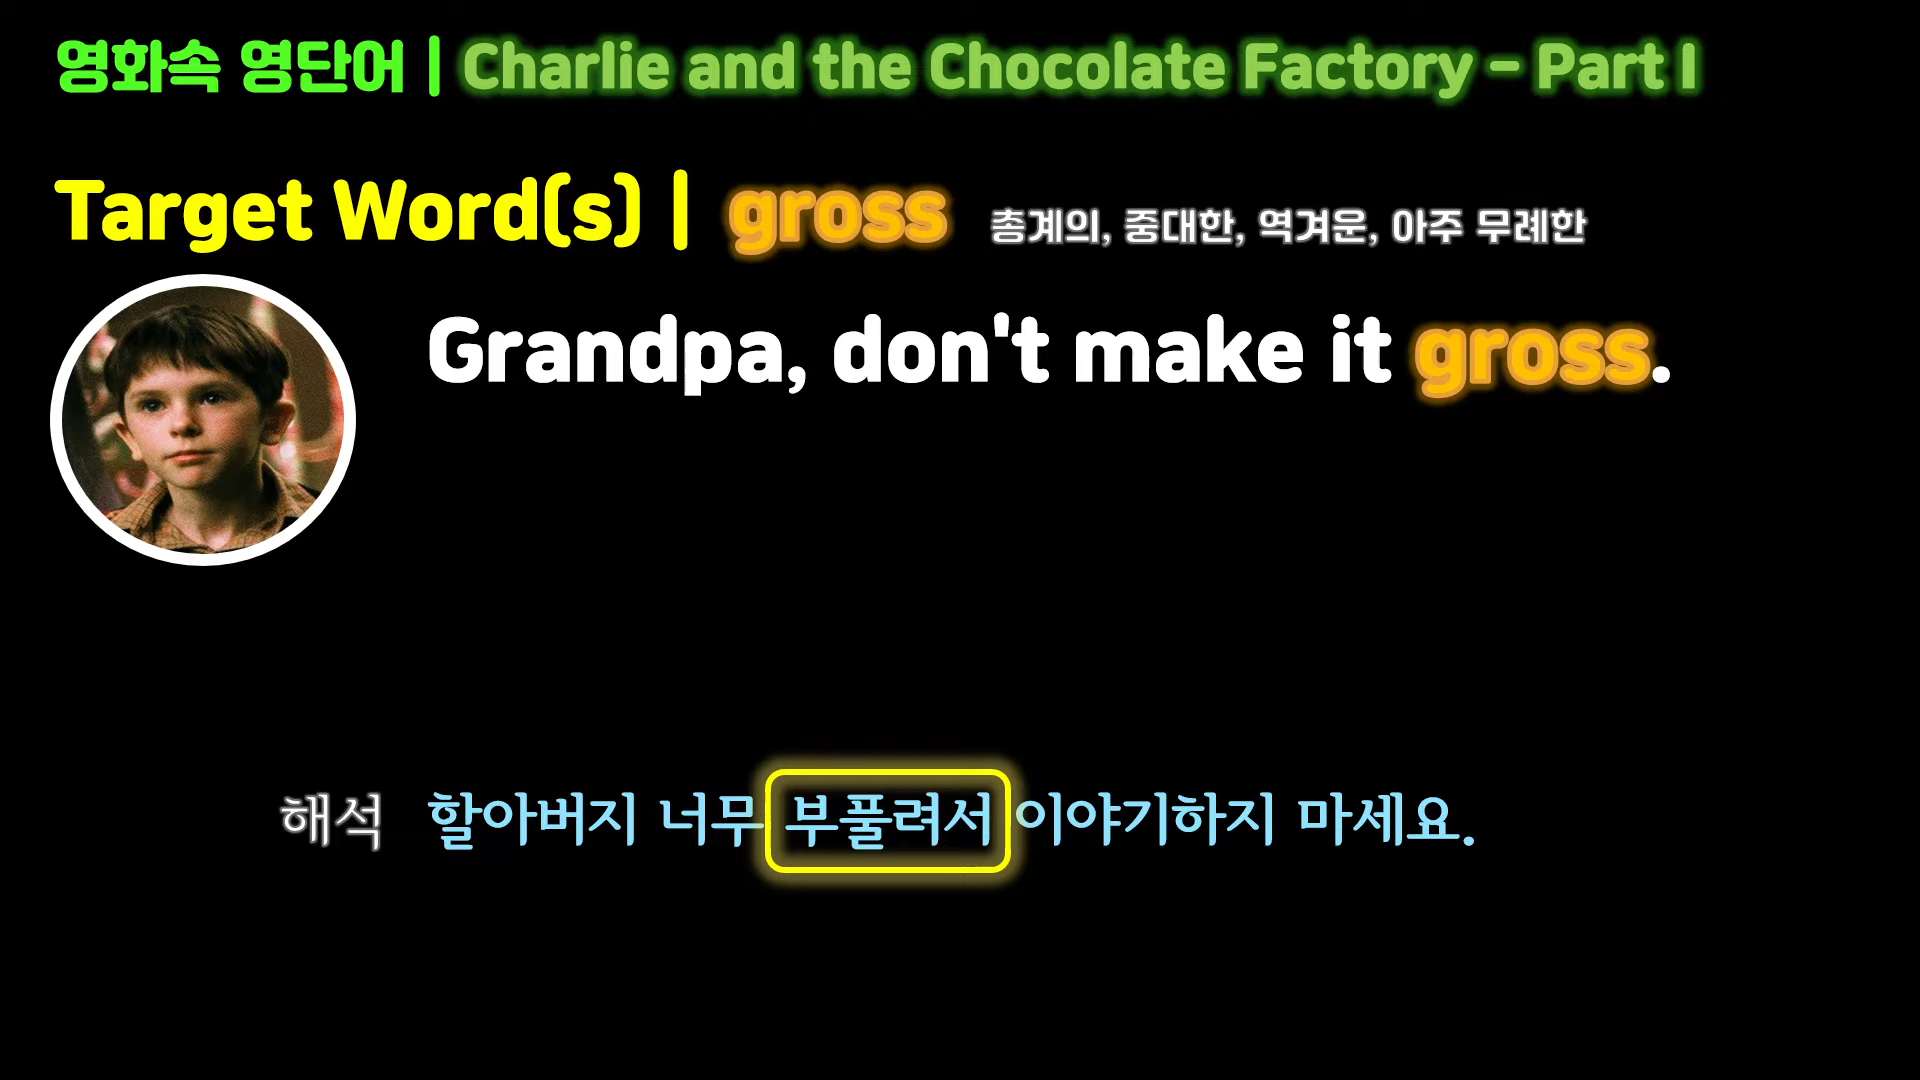 영화속 영단어 | Charlie and the Chocolate Factory - Part I
Target Word(s) | gross 총계의, 중대한, 역겨운, 아주 무례한
Grandpa, don't make it gross.
해석 할아버지 너무 부풀려서 이야기하지 마세요.